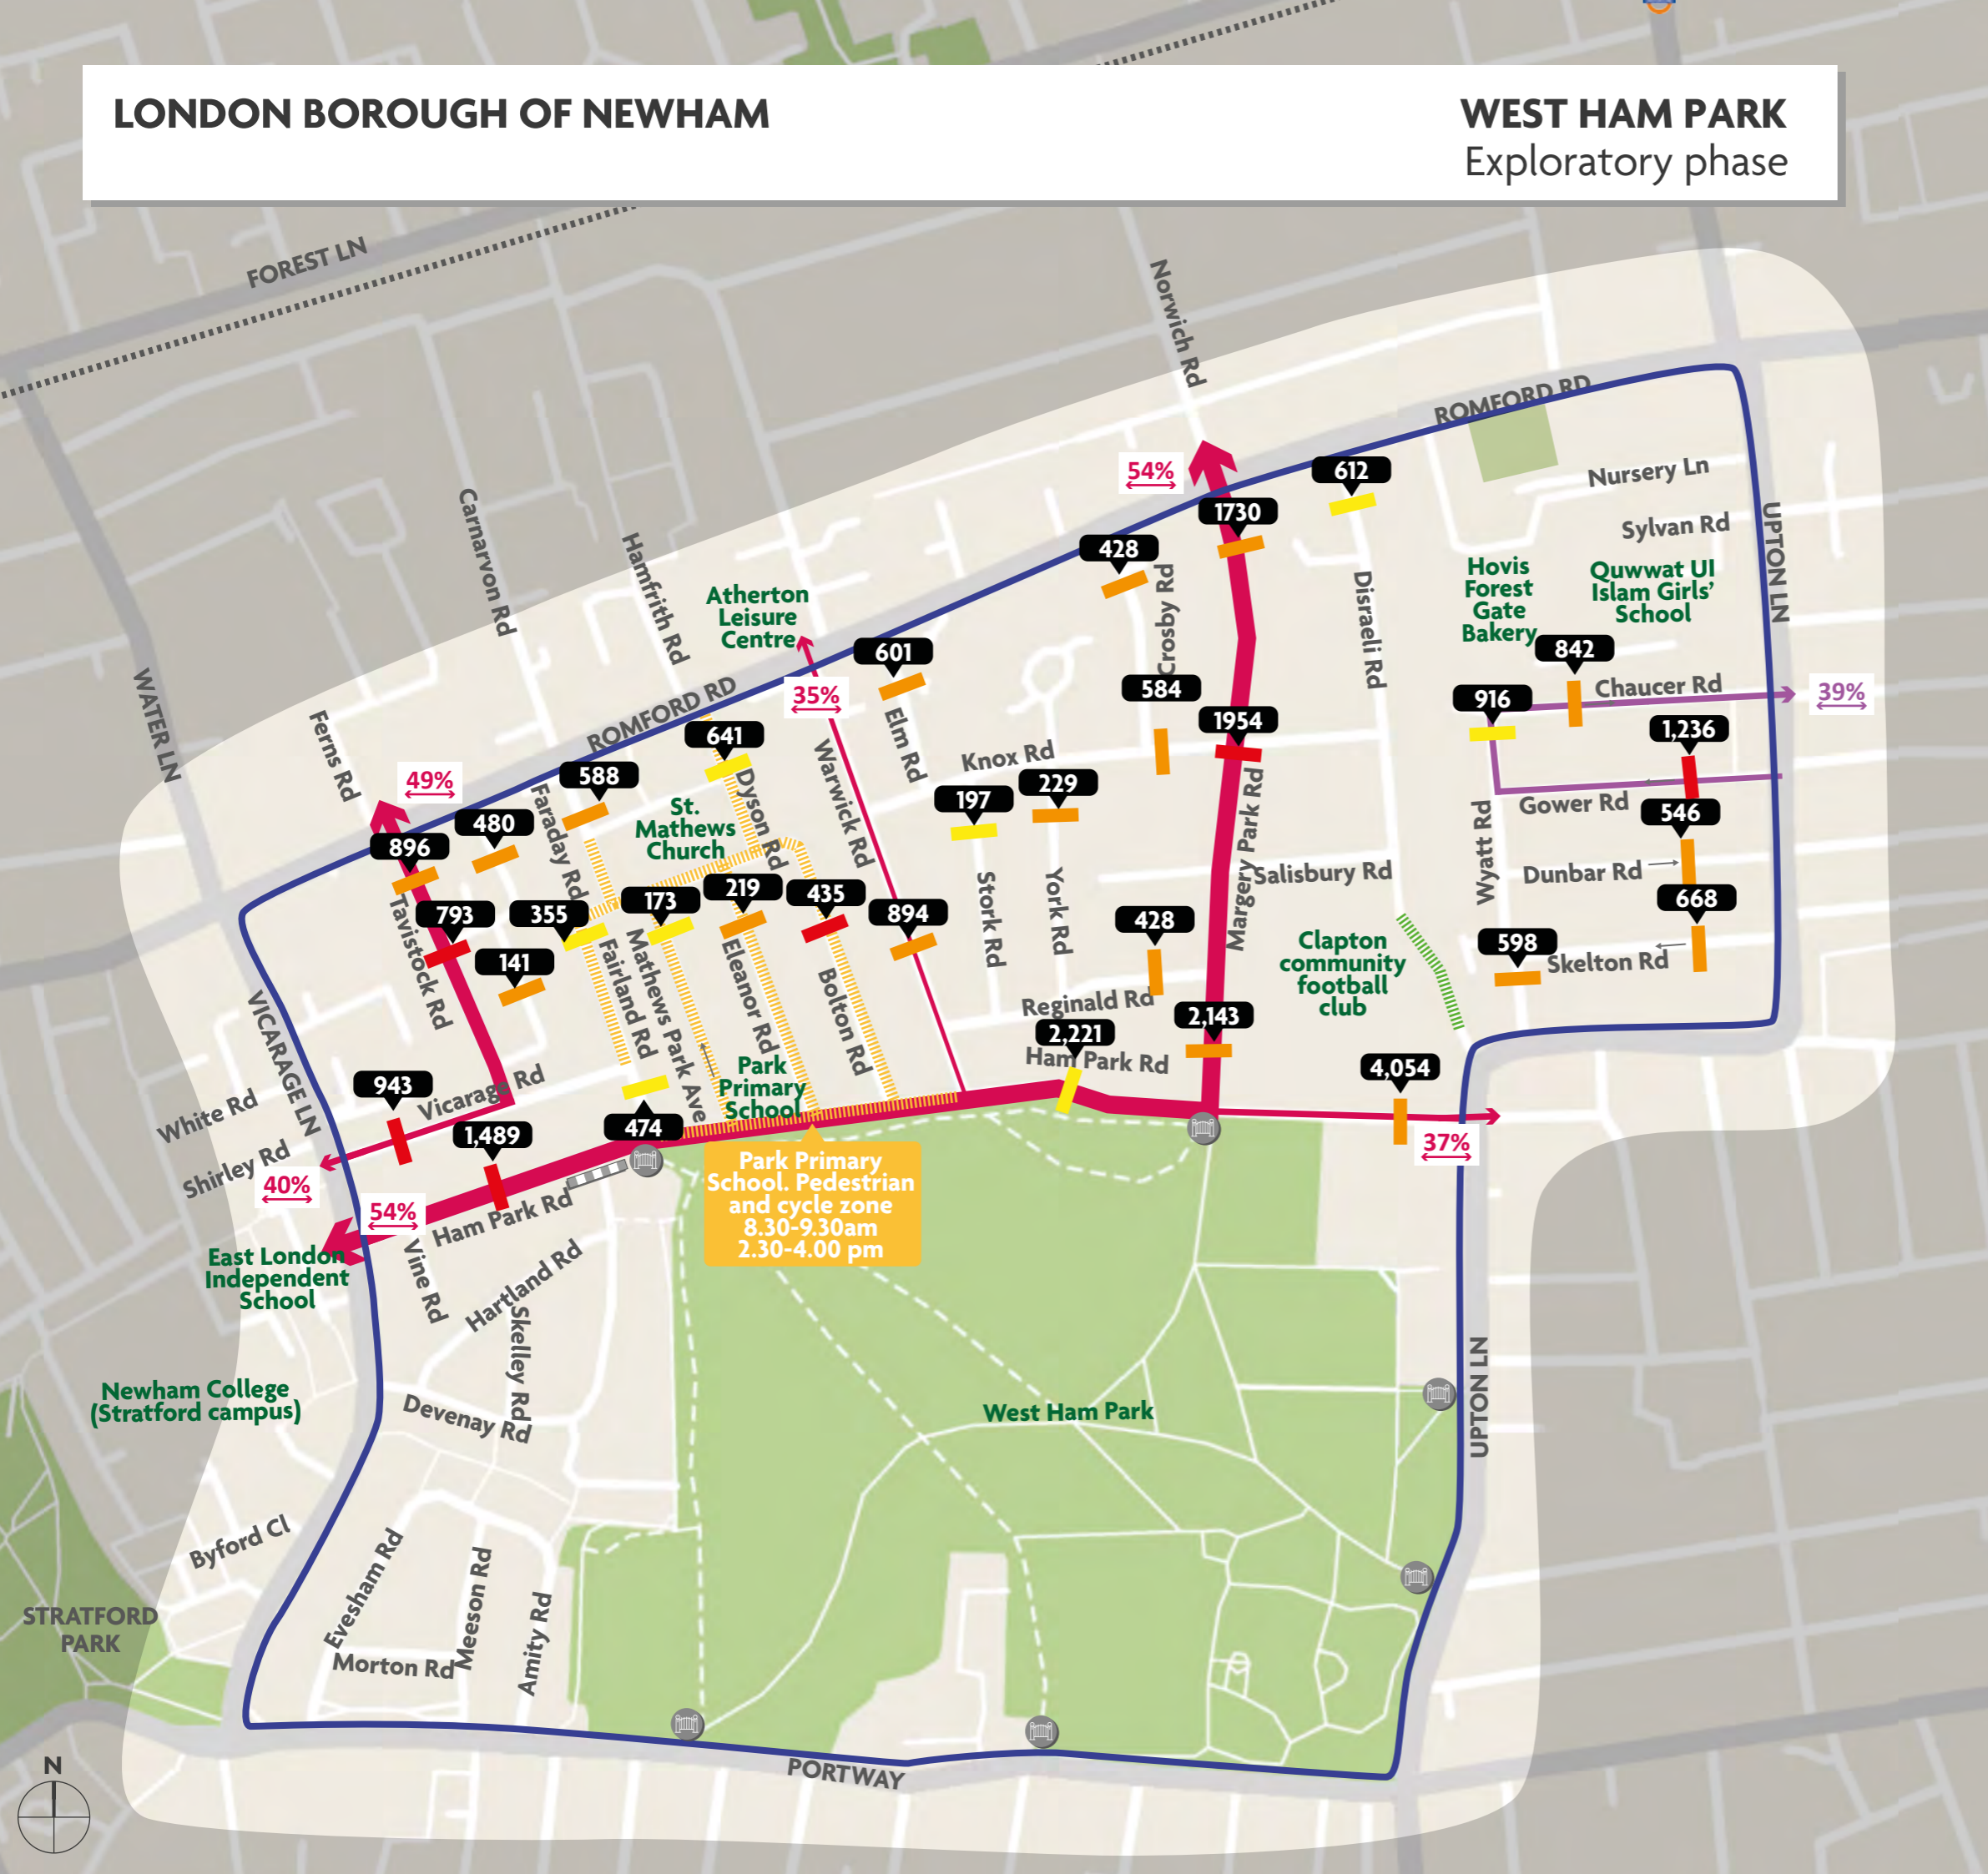 LONDON BOROUGH OF NEWHAM
WEST HAM PARK
Exploratory phase
FOREST LN
Norwich Rd
ROMFORD RD
54%
612
Nursery Ln
1730
Sylvan Rd
UPTON LN
Carnarvon Rd
Hamfrith Rd
428
Crosby Rd
Disraeli Rd
Hovis
Forest
Gate
Bakery
Quwwat UI
Islam Girls'
School
Atherton
Leisure
Centre
601
842
WATER LN
ROMFORD RD
35%
584
916
Chaucer Rd
39%
Ferns Rd
641
Elm Rd
1954
1,236
49%
588
Dyson Rd
Warwick Rd
Knox Rd
229
197
Gower Rd
546
480
Faraday Rd
St.
Mathews
Church
Margery Park Rd
Wyatt Rd
896
Salisbury Rd
Dunbar Rd
668
Tavistock Rd
793
355
173
219
435
894
Stork Rd
York Rd
428
Clapton
community
football
club
598
Skelton Rd
141
Fairland Rd
Mathews Park Ave
Eleanor Rd
Bolton Rd
Reginald Rd
2,143
VICARAGE LN
2,221
Ham Park Rd
4,054
943
Vicarage Rd
Park
Primary
School
White Rd
1,489
474
37%
Shirley Rd
40%
54%
Ham Park Rd
Park Primary
School. Pedestrian
and cycle zone
8.30-9.30am
2.30-4.00 pm
East London
Independent
School
Vine Rd
Hartland Rd
Skelley Rd
Newham College
(Stratford campus)
Devenay Rd
West Ham Park
UPTON LN
Byford Cl
Evesham Rd
Meeson Rd
Amity Rd
STRATFORD
PARK
Morton Rd
N
PORTWAY